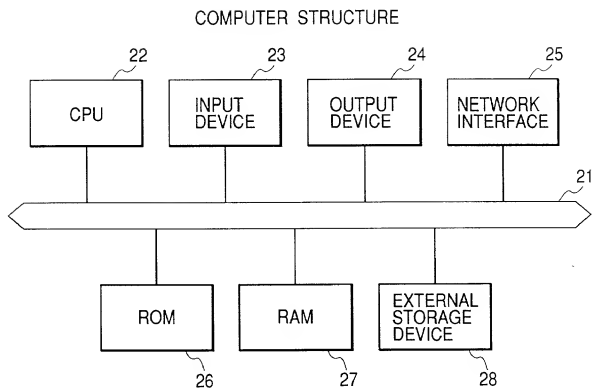 COMPUTER STRUCTURE
22
23
24
25
CPU
INPUT
DEVICE
OUTPUT
DEVICE
NETWORK
INTERFACE
21
ROM
RAM
EXTERNAL
STORAGE
DEVICE
26
27
28